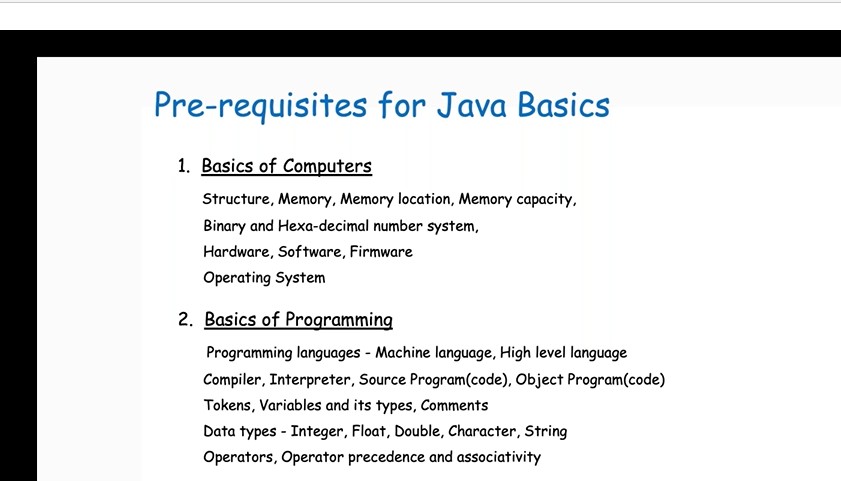 Pre-requisites for Java Basics
1. Basics of Computers
Structure, Memory, Memory location, Memory capacity,
Binary and Hexa-decimal number system,
Hardware, Software, Firmware
Operating System
2. Basics of Programming
Programming languages - Machine language, High level language
Compiler, Interpreter, Source Program(code), Object Program(code)
Tokens, Variables and its types, Comments
Data types - Integer, Float, Double, Character, String
Operators, Operator precedence and associativity